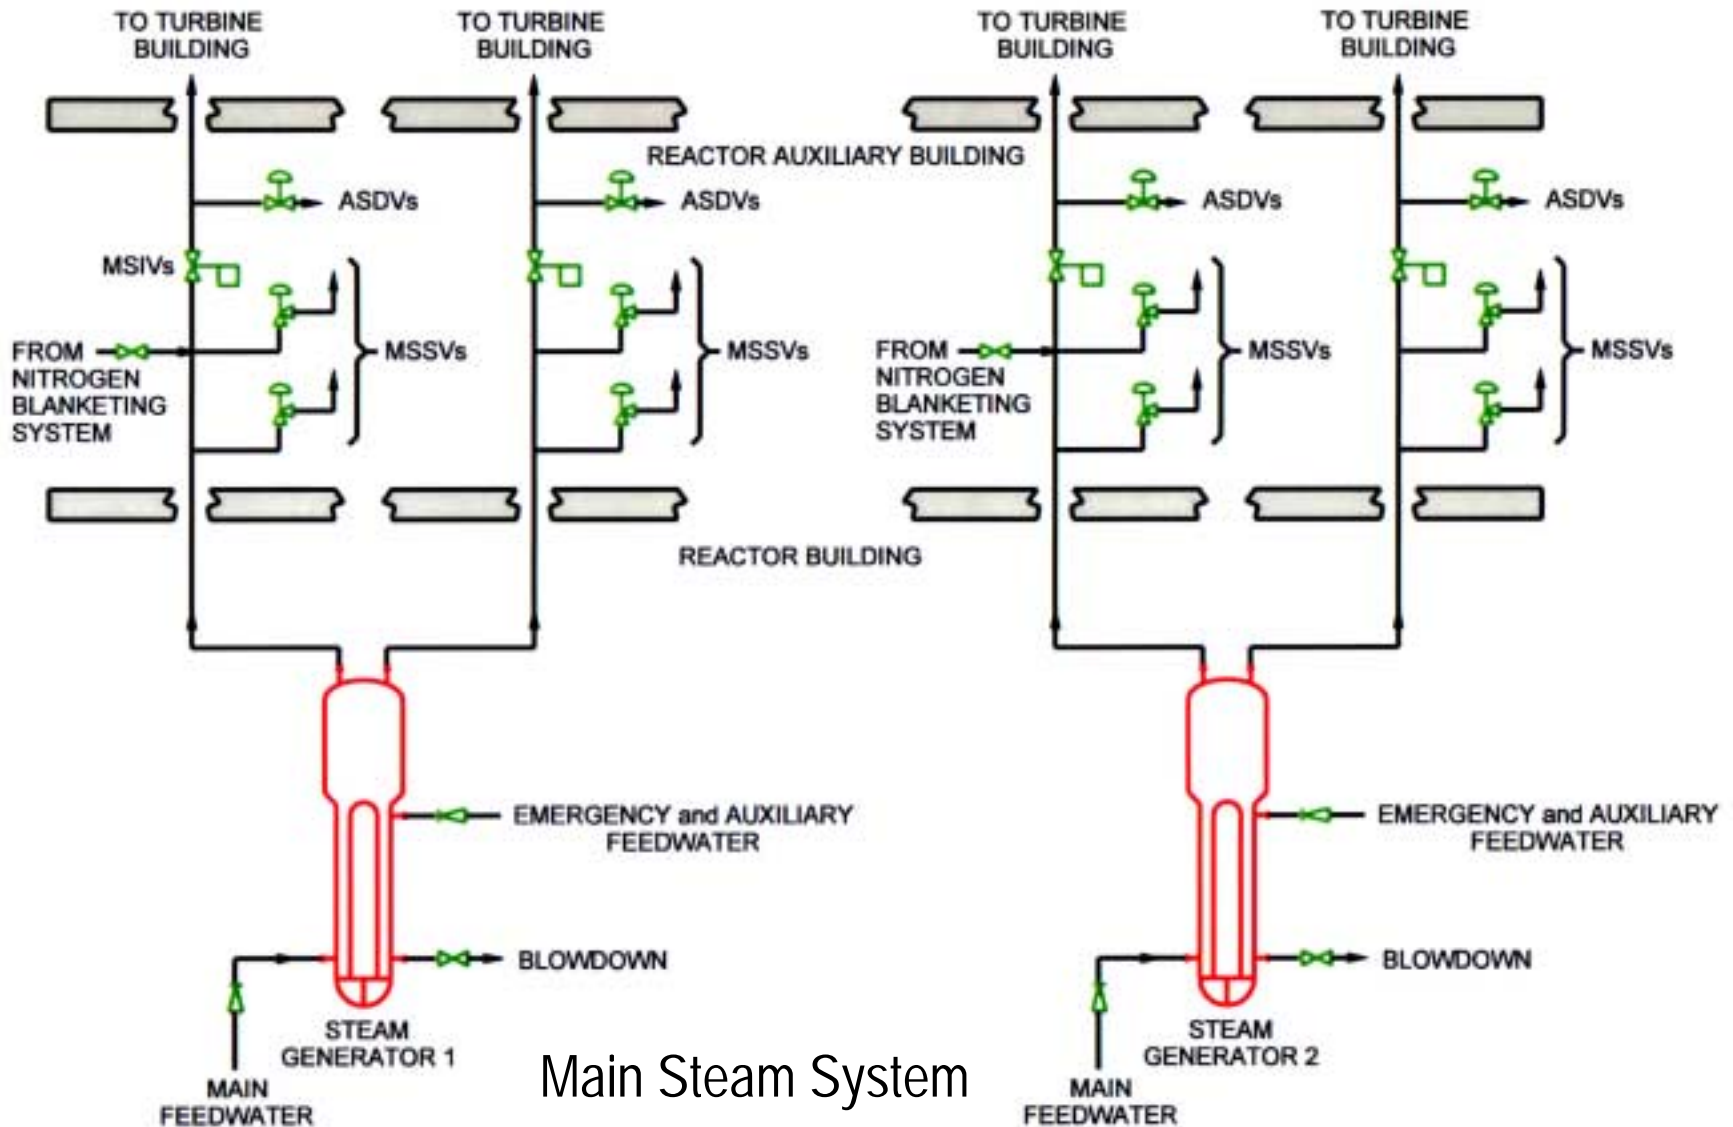 TO TURBINE
BUILDING
TO TURBINE
BUILDING
TO TURBINE
BUILDING
TO TURBINE
BUILDING
REACTOR AUXILIARY BUILDING
ASDVs
ASDVs
ASDVs
ASDVs
MSIVs
FROM
NITROGEN
BLANKETING
SYSTEM
MSSVs
MSSVs
FROM
NITROGEN
BLANKETING
SYSTEM
MSSVs
MSSVs
REACTOR BUILDING
EMERGENCY and AUXILIARY
FEEDWATER
EMERGENCY and AUXILIARY
FEEDWATER
BLOWDOWN
BLOWDOWN
STEAM
GENERATOR 1
STEAM
GENERATOR 2
MAIN
FEEDWATER
Main Steam System
MAIN
FEEDWATER